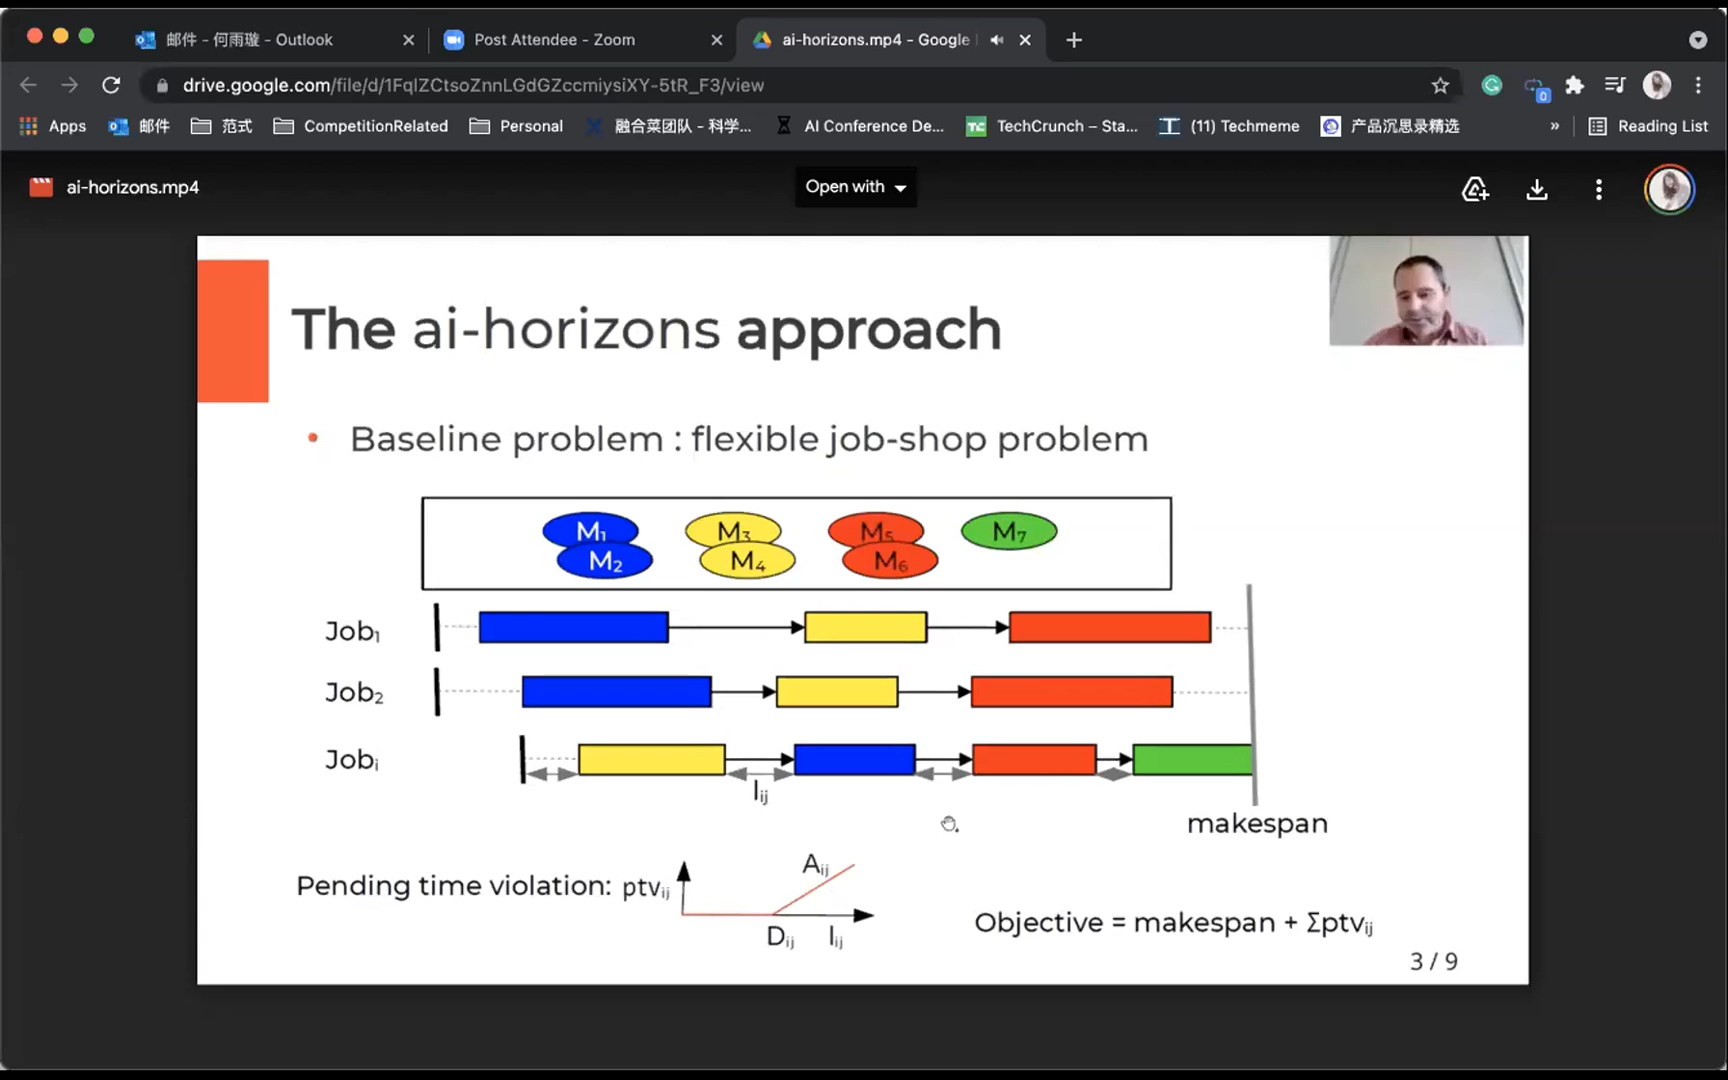 邮件 - 何雨璇 - Outlook
Post Attendee - Zoom
ai-horizons.mp4 - Google
drive.google.com/file/d/1FqlZCtsoZnnLGdGZccmiysiXY-5tR_F3/view
0
Apps
邮件
范式
CompetitionRelated
Personal
融合菜团队 - 科学...
AI Conference De...
TC
TechCrunch – Sta...
(11) Techmeme
产品沉思录精选
»
Reading List
ai-horizons.mp4
Open with
The ai-horizons approach
• Baseline problem : flexible job-shop problem
M₁ M₃ M₅ M₇
M₂ M₄ M₆
Job₁
Job₂
Jobᵢ
lᵢⱼ
makespan
Pending time violation: ptvᵢⱼ
Aᵢⱼ
Dᵢⱼ lᵢⱼ
Objective = makespan + Σptvᵢⱼ
3 / 9